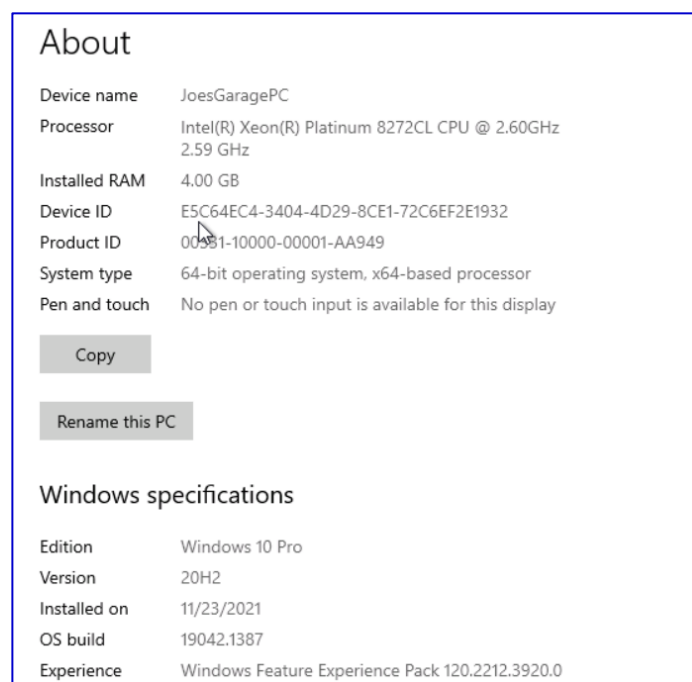 About
Device name JoesGaragePC
Processor Intel(R) Xeon(R) Platinum 8272CL CPU @ 2.60GHz
2.59 GHz
Installed RAM 4.00 GB
Device ID E5C64EC4-3404-4D29-8CE1-72C6EF2E1932
Product ID 00331-10000-00001-AA949
System type 64-bit operating system, x64-based processor
Pen and touch No pen or touch input is available for this display
Copy
Rename this PC
Windows specifications
Edition Windows 10 Pro
Version 20H2
Installed on 11/23/2021
OS build 19042.1387
Experience Windows Feature Experience Pack 120.2212.3920.0